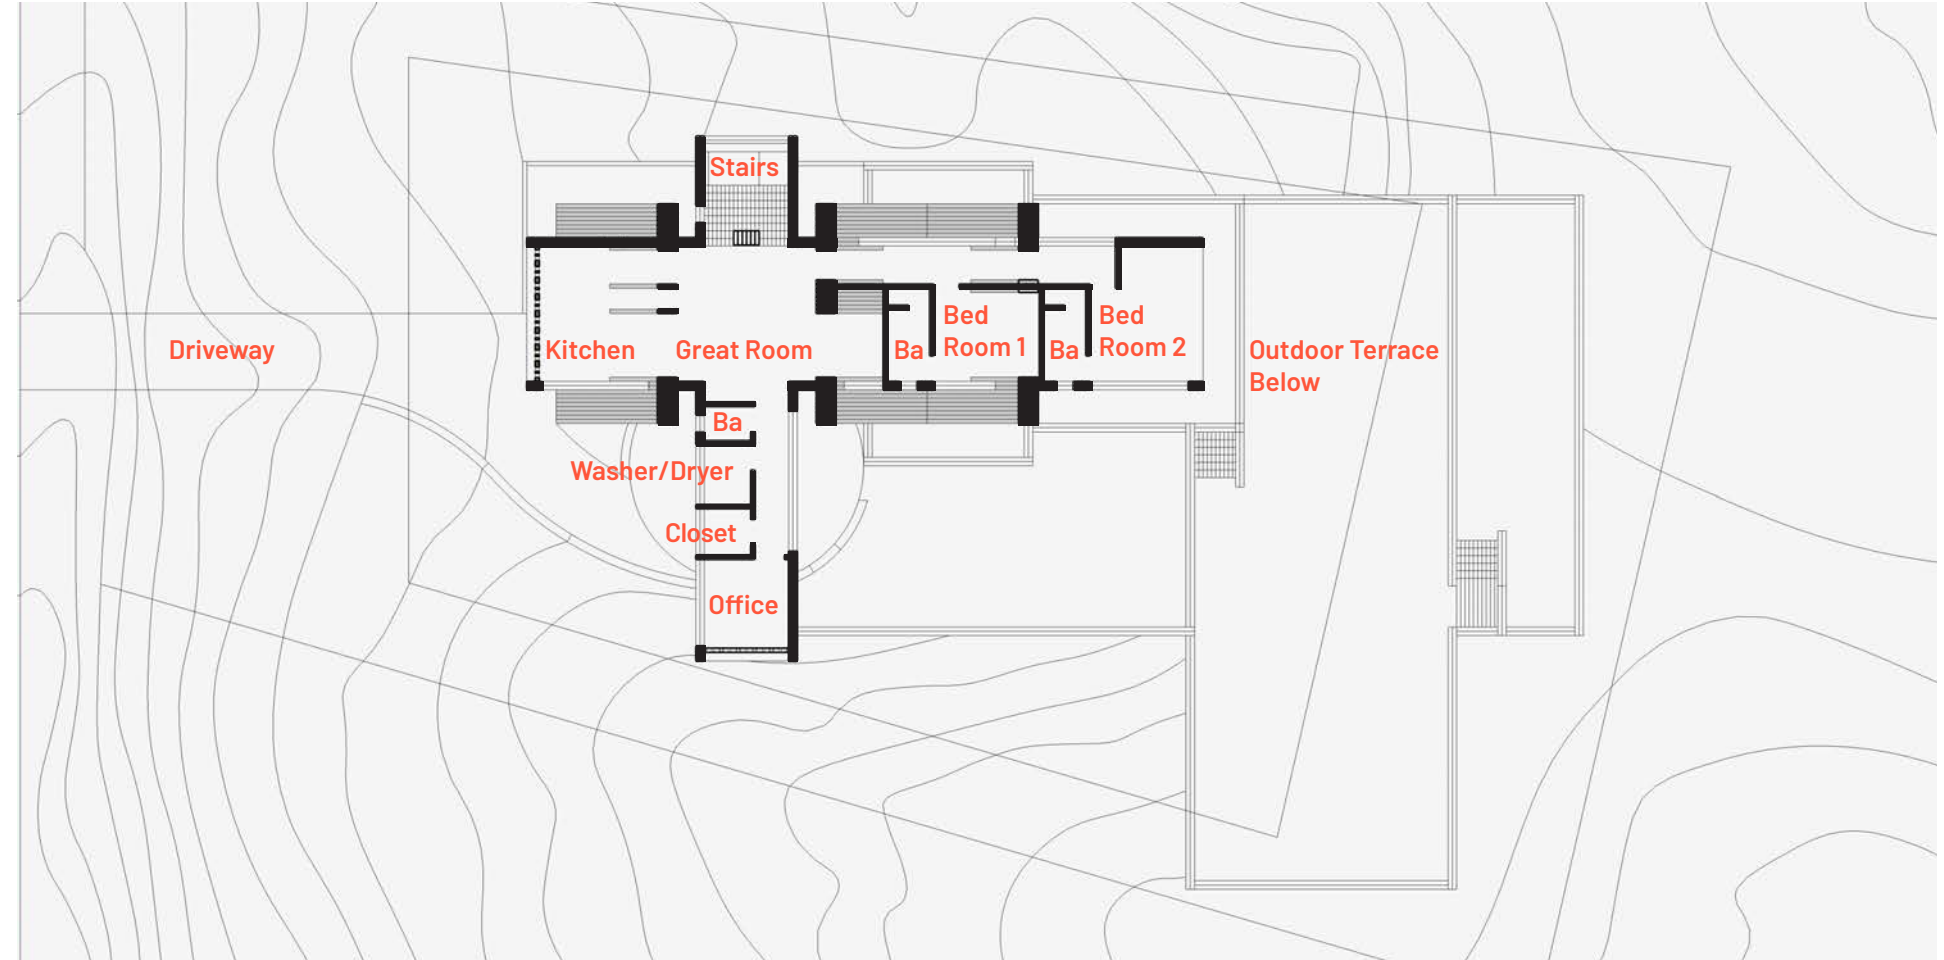 Stairs
Driveway
Kitchen
Great Room
Ba
Bed
Room 1
Ba
Bed
Room 2
Outdoor Terrace
Below
Ba
Washer/Dryer
Closet
Office